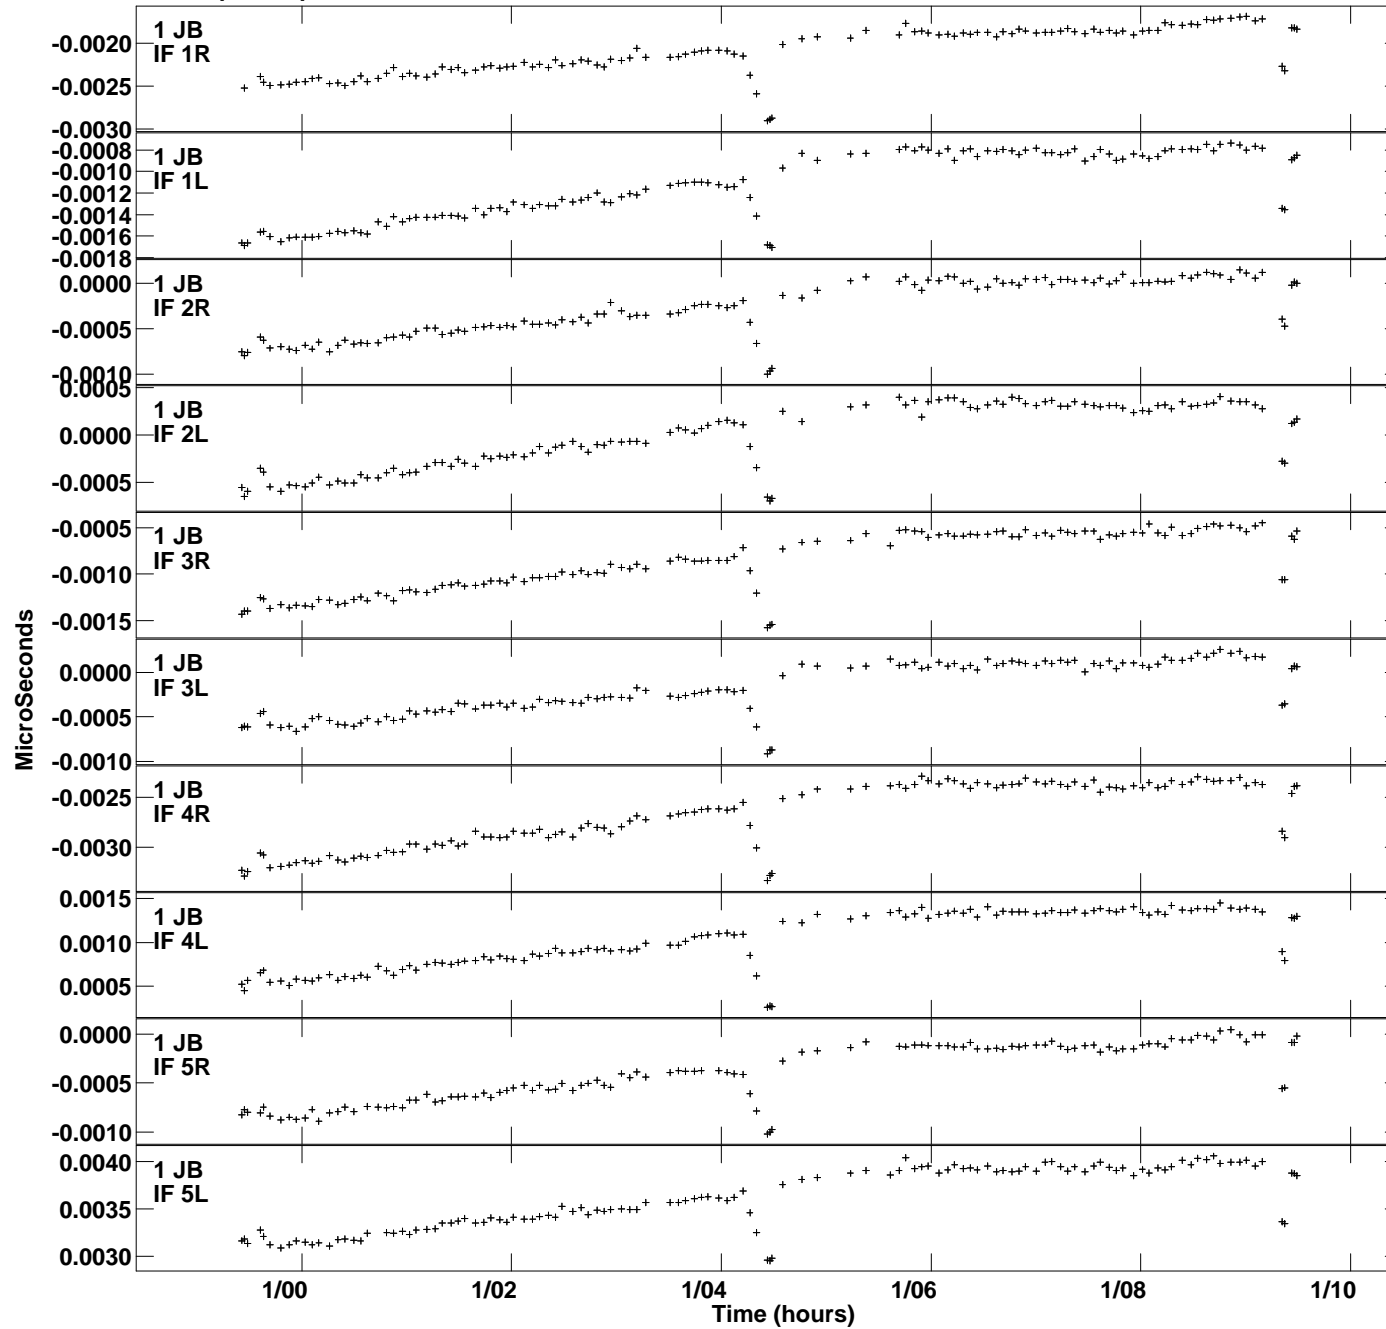 1 JB
IF 1R
-0.0020
-0.0025
-0.0030
1 JB
IF 1L
-0.0008
-0.0010
-0.0012
-0.0014
-0.0016
-0.0018
1 JB
IF 2R
0.0000
-0.0005
-0.0010
1 JB
IF 2L
0.0005
0.0000
-0.0005
1 JB
IF 3R
-0.0005
-0.0010
-0.0015
1 JB
IF 3L
0.0000
-0.0005
-0.0010
1 JB
IF 4R
-0.0025
-0.0030
1 JB
IF 4L
0.0015
0.0010
0.0005
1 JB
IF 5R
0.0000
-0.0005
-0.0010
1 JB
IF 5L
0.0040
0.0035
0.0030
MicroSeconds
1/00 1/02 1/04 1/06 1/08 1/10
Time (hours)